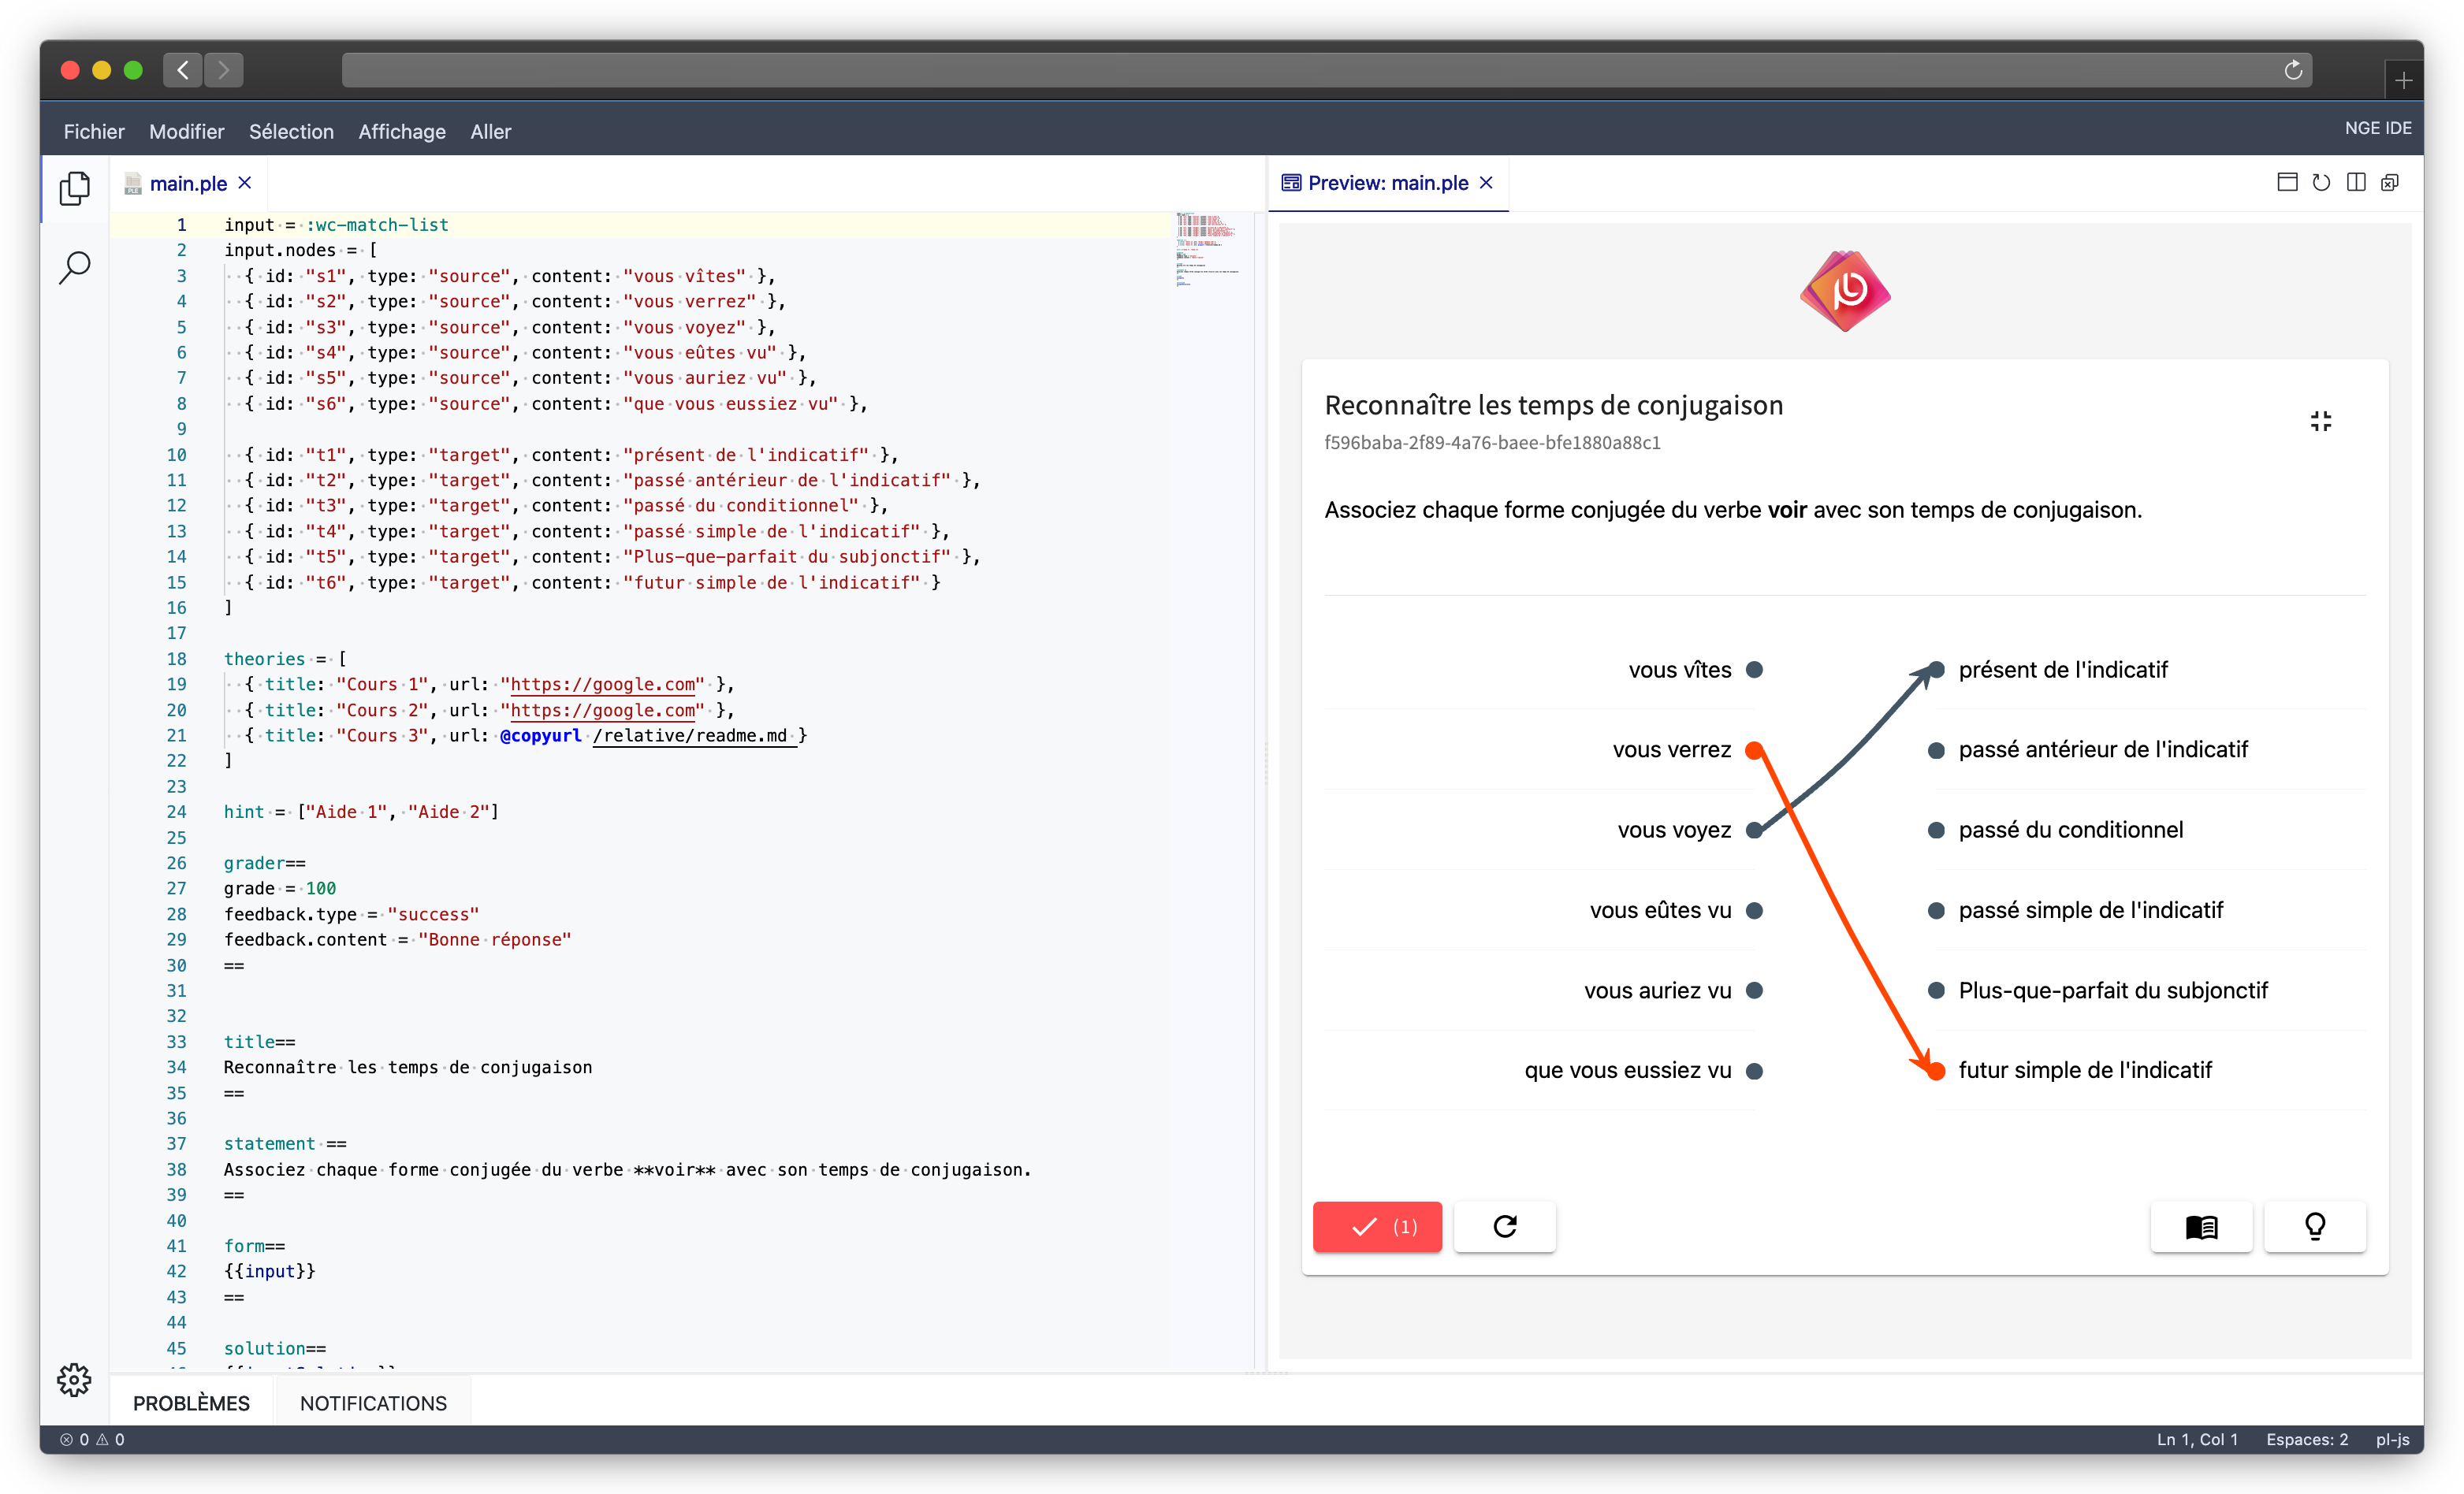 Fichier Modifier Sélection Affichage Aller
NGE IDE
main.ple
1 input = :wc-match-list
2 input.nodes = [
3 { id: "s1", type: "source", content: "vous vîtes" },
4 { id: "s2", type: "source", content: "vous verrez" },
5 { id: "s3", type: "source", content: "vous voyez" },
6 { id: "s4", type: "source", content: "vous eûtes vu" },
7 { id: "s5", type: "source", content: "vous auriez vu" },
8 { id: "s6", type: "source", content: "que vous eussiez vu" },
9
10 { id: "t1", type: "target", content: "présent de l'indicatif" },
11 { id: "t2", type: "target", content: "passé antérieur de l'indicatif" },
12 { id: "t3", type: "target", content: "passé du conditionnel" },
13 { id: "t4", type: "target", content: "passé simple de l'indicatif" },
14 { id: "t5", type: "target", content: "Plus-que-parfait du subjonctif" },
15 { id: "t6", type: "target", content: "futur simple de l'indicatif" }
16 ]
17
18 theories = [
19 { title: "Cours 1", url: "https://google.com" },
20 { title: "Cours 2", url: "https://google.com" },
21 { title: "Cours 3", url: @copyurl /relative/readme.md }
22 ]
23
24 hint = ["Aide 1", "Aide 2"]
25
26 grader==
27 grade = 100
28 feedback.type = "success"
29 feedback.content = "Bonne réponse"
30 ==
31
32
33 title==
34 Reconnaître les temps de conjugaison
35 ==
36
37 statement ==
38 Associez chaque forme conjugée du verbe **voir** avec son temps de conjugaison.
39 ==
40
41 form==
42 {{input}}
43 ==
44
45 solution==
Preview: main.ple
Reconnaître les temps de conjugaison
f596baba-2f89-4a76-baee-bfe1880a88c1
Associez chaque forme conjugée du verbe voir avec son temps de conjugaison.
vous vîtes présent de l'indicatif
vous verrez passé antérieur de l'indicatif
vous voyez passé du conditionnel
vous eûtes vu passé simple de l'indicatif
vous auriez vu Plus-que-parfait du subjonctif
que vous eussiez vu futur simple de l'indicatif
(1)
PROBLÈMES NOTIFICATIONS
0 0
Ln 1, Col 1 Espaces: 2 pl-js